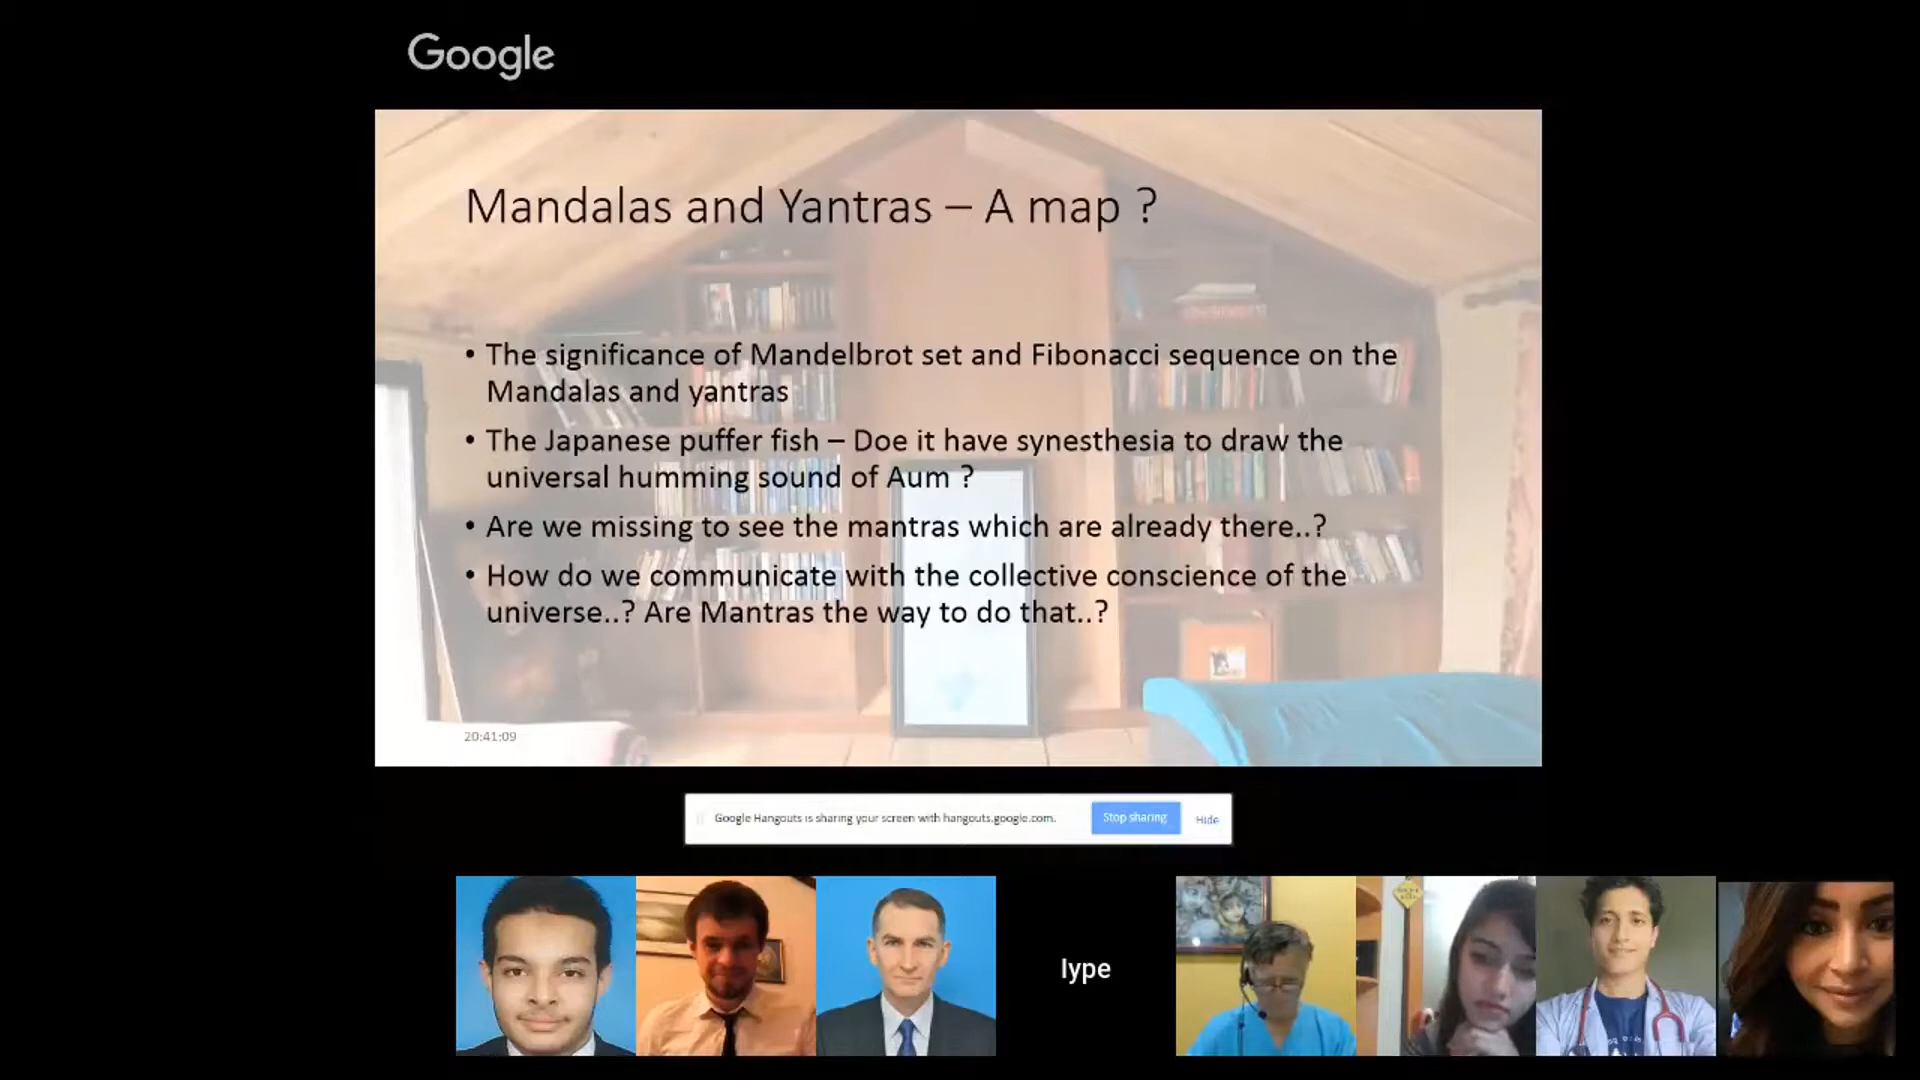 Google
Mandalas and Yantras – A map ?
• The significance of Mandelbrot set and Fibonacci sequence on the
Mandalas and yantras
• The Japanese puffer fish – Doe it have synesthesia to draw the
universal humming sound of Aum ?
• Are we missing to see the mantras which are already there..?
• How do we communicate with the collective conscience of the
universe..? Are Mantras the way to do that..?
20:41:09
Google Hangouts is sharing your screen with hangouts.google.com.
Stop sharing
Hide
Iype